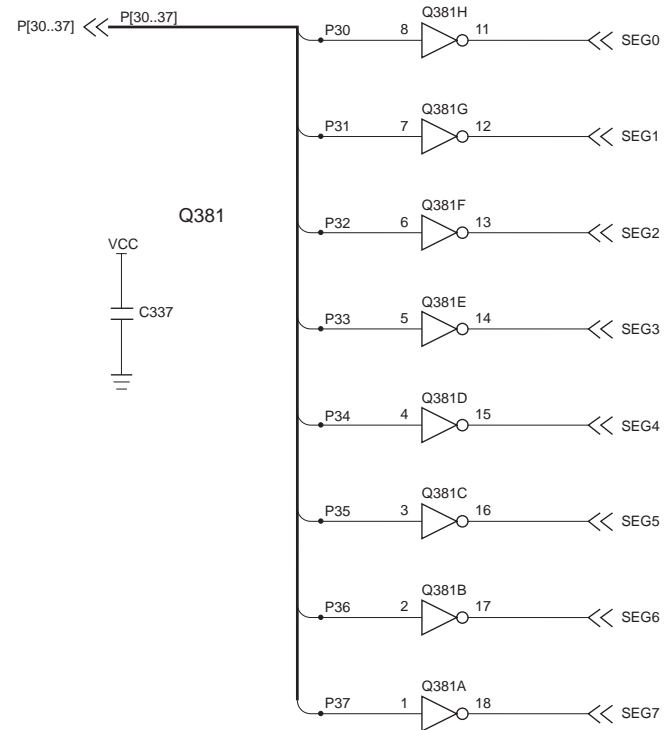 P[30..37] P[30..37]
Q381H
P30 8 11 SEG0
Q381G
P31 7 12 SEG1
Q381
Q381F
P32 6 13 SEG2
VCC
C337
Q381E
P33 5 14 SEG3
Q381D
P34 4 15 SEG4
Q381C
P35 3 16 SEG5
Q381B
P36 2 17 SEG6
Q381A
P37 1 18 SEG7